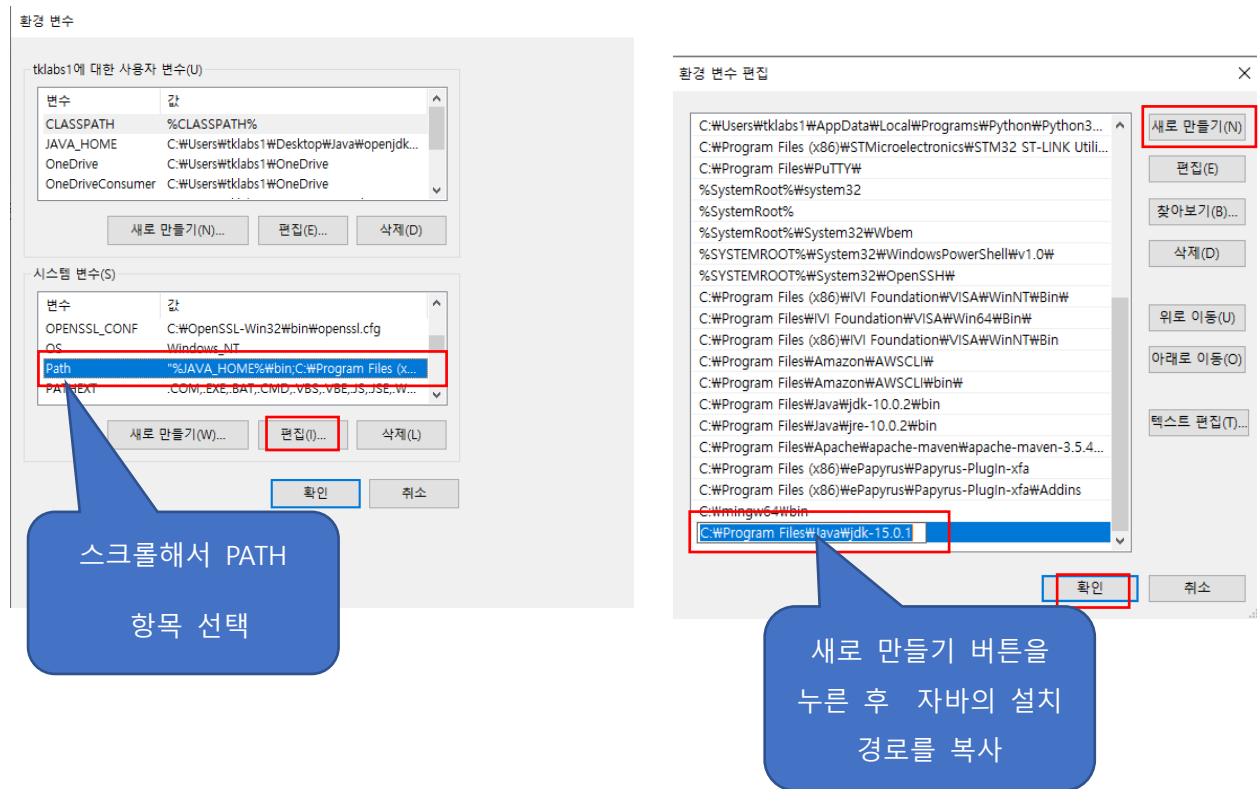 환경 변수
tklabs1에 대한 사용자 변수(U)
변수 값
CLASSPATH %CLASSPATH%
JAVA_HOME C:₩Users₩tklabs1₩Desktop₩Java₩openjdk...
OneDrive C:₩Users₩tklabs1₩OneDrive
OneDriveConsumer C:₩Users₩tklabs1₩OneDrive
새로 만들기(N)... 편집(E)... 삭제(D)
시스템 변수(S)
변수 값
OPENSSL_CONF C:₩OpenSSL-Win32₩bin₩openssl.cfg
OS Windows_NT
Path "%JAVA_HOME%₩bin;C:₩Program Files (x...
PATHEXT .COM;.EXE;.BAT;.CMD;.VBS;.VBE;.JS;.JSE;.W...
새로 만들기(W)... 편집(I)... 삭제(L)
확인 취소
스크롤해서 PATH
항목 선택
환경 변수 편집
C:₩Users₩tklabs1₩AppData₩Local₩Programs₩Python₩Python3...
C:₩Program Files (x86)₩STMicroelectronics₩STM32 ST-LINK Utili...
C:₩Program Files₩PuTTY₩
%SystemRoot%₩system32
%SystemRoot%
%SystemRoot%₩System32₩Wbem
%SYSTEMROOT%₩System32₩WindowsPowerShell₩v1.0₩
%SYSTEMROOT%₩System32₩OpenSSH₩
C:₩Program Files (x86)₩IVI Foundation₩VISA₩WinNT₩Bin₩
C:₩Program Files₩IVI Foundation₩VISA₩Win64₩Bin₩
C:₩Program Files (x86)₩IVI Foundation₩VISA₩WinNT₩Bin
C:₩Program Files₩Amazon₩AWSCLI₩
C:₩Program Files₩Amazon₩AWSCLI₩bin₩
C:₩Program Files₩Java₩jdk-10.0.2₩bin
C:₩Program Files₩Java₩jre-10.0.2₩bin
C:₩Program Files₩Apache₩apache-maven₩apache-maven-3.5.4...
C:₩Program Files (x86)₩ePapyrus₩Papyrus-PlugIn-xfa
C:₩Program Files (x86)₩ePapyrus₩Papyrus-PlugIn-xfa₩Addins
C:₩mingw64₩bin
C:₩Program Files₩Java₩jdk-15.0.1
새로 만들기(N)
편집(E)
찾아보기(B)...
삭제(D)
위로 이동(U)
아래로 이동(O)
텍스트 편집(T)...
확인 취소
새로 만들기 버튼을
누른 후 자바의 설치
경로를 복사